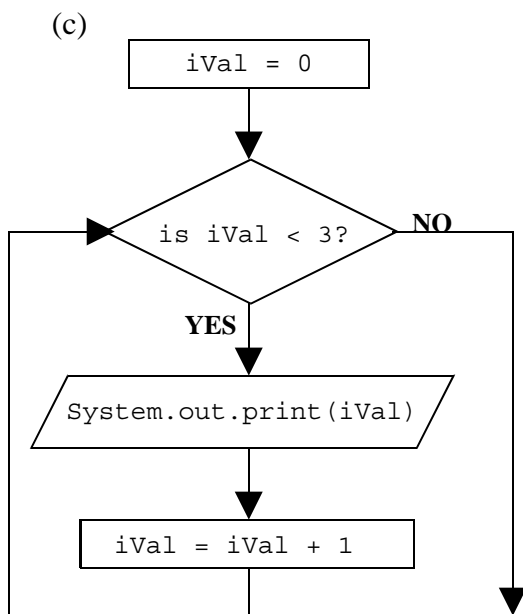 (c)
iVal = 0
is iVal < 3?
NO
YES
System.out.print(iVal)
iVal = iVal + 1